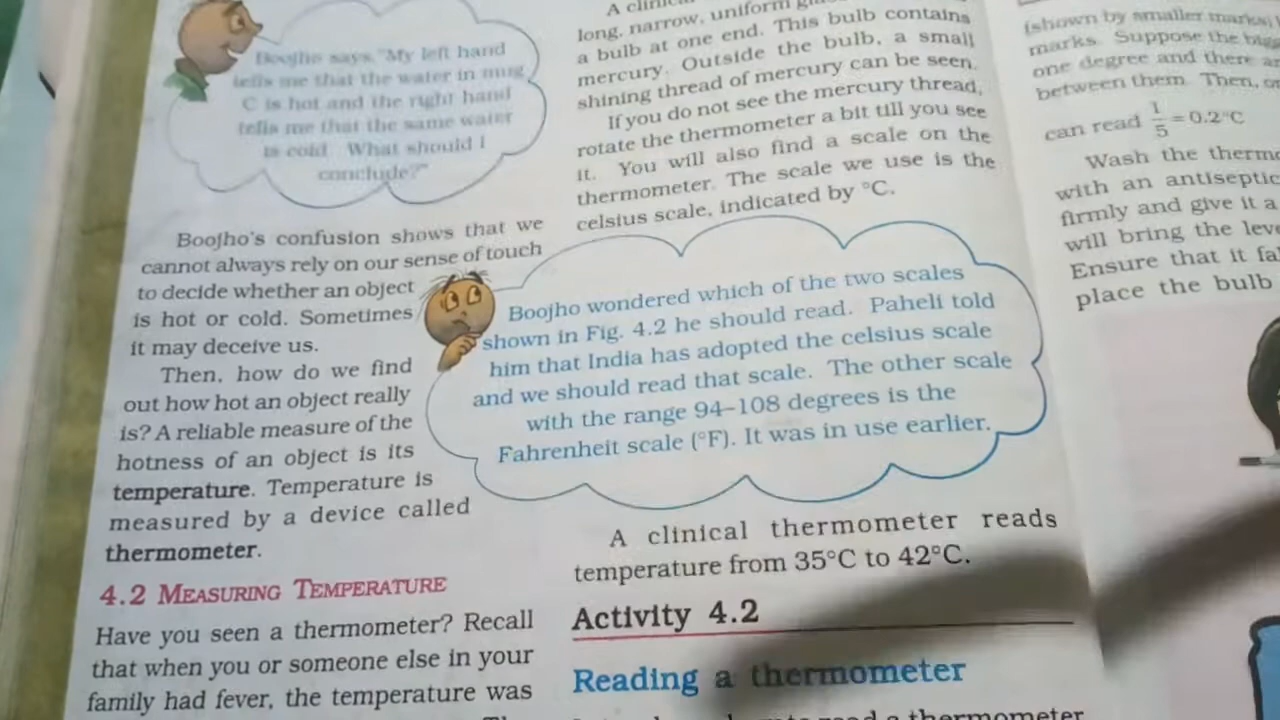 Boojho says, "My left hand
tells me that the water in mug
C is hot and the right hand
tells me that the same water
is cold. What should I
conclude?"
Boojho's confusion shows that we
cannot always rely on our sense of touch
to decide whether an object
is hot or cold. Sometimes
it may deceive us.
Then, how do we find
out how hot an object really
is? A reliable measure of the
hotness of an object is its
temperature. Temperature is
measured by a device called
thermometer.
4.2 MEASURING TEMPERATURE
Have you seen a thermometer? Recall
that when you or someone else in your
family had fever, the temperature was
A
long, narrow, uniform
a bulb at one end. This bulb contains
mercury. Outside the bulb, a small
shining thread of mercury can be seen.
If you do not see the mercury thread,
rotate the thermometer a bit till you see
it. You will also find a scale on the
thermometer. The scale we use is the
celsius scale, indicated by °C.
Boojho wondered which of the two scales
shown in Fig. 4.2 he should read. Paheli told
him that India has adopted the celsius scale
and we should read that scale. The other scale
with the range 94–108 degrees is the
Fahrenheit scale (°F). It was in use earlier.
A clinical thermometer reads
temperature from 35°C to 42°C.
Activity 4.2
Reading a thermometer
read a thermometer
(shown by smaller marks)
marks. Suppose the
one degree and there
between them. Then,
can read 1/5 = 0.2°C
Wash the
with an antiseptic
firmly and give it a
will bring the
Ensure that it
place the bulb